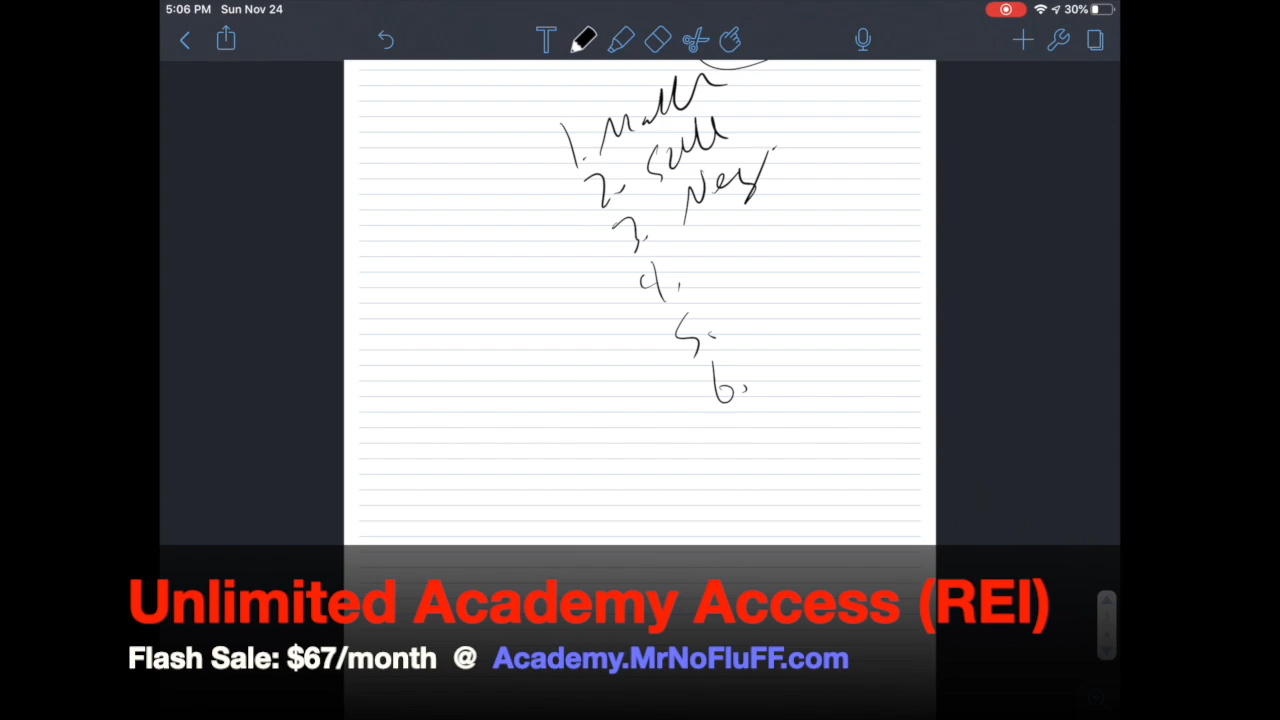 5:06 PM Sun Nov 24 30%
T
1.
2. Sell
3. Neg.
4.
5.
6.
Unlimited Academy Access (REI)
Flash Sale: $67/month @ Academy.MrNoFluFF.com